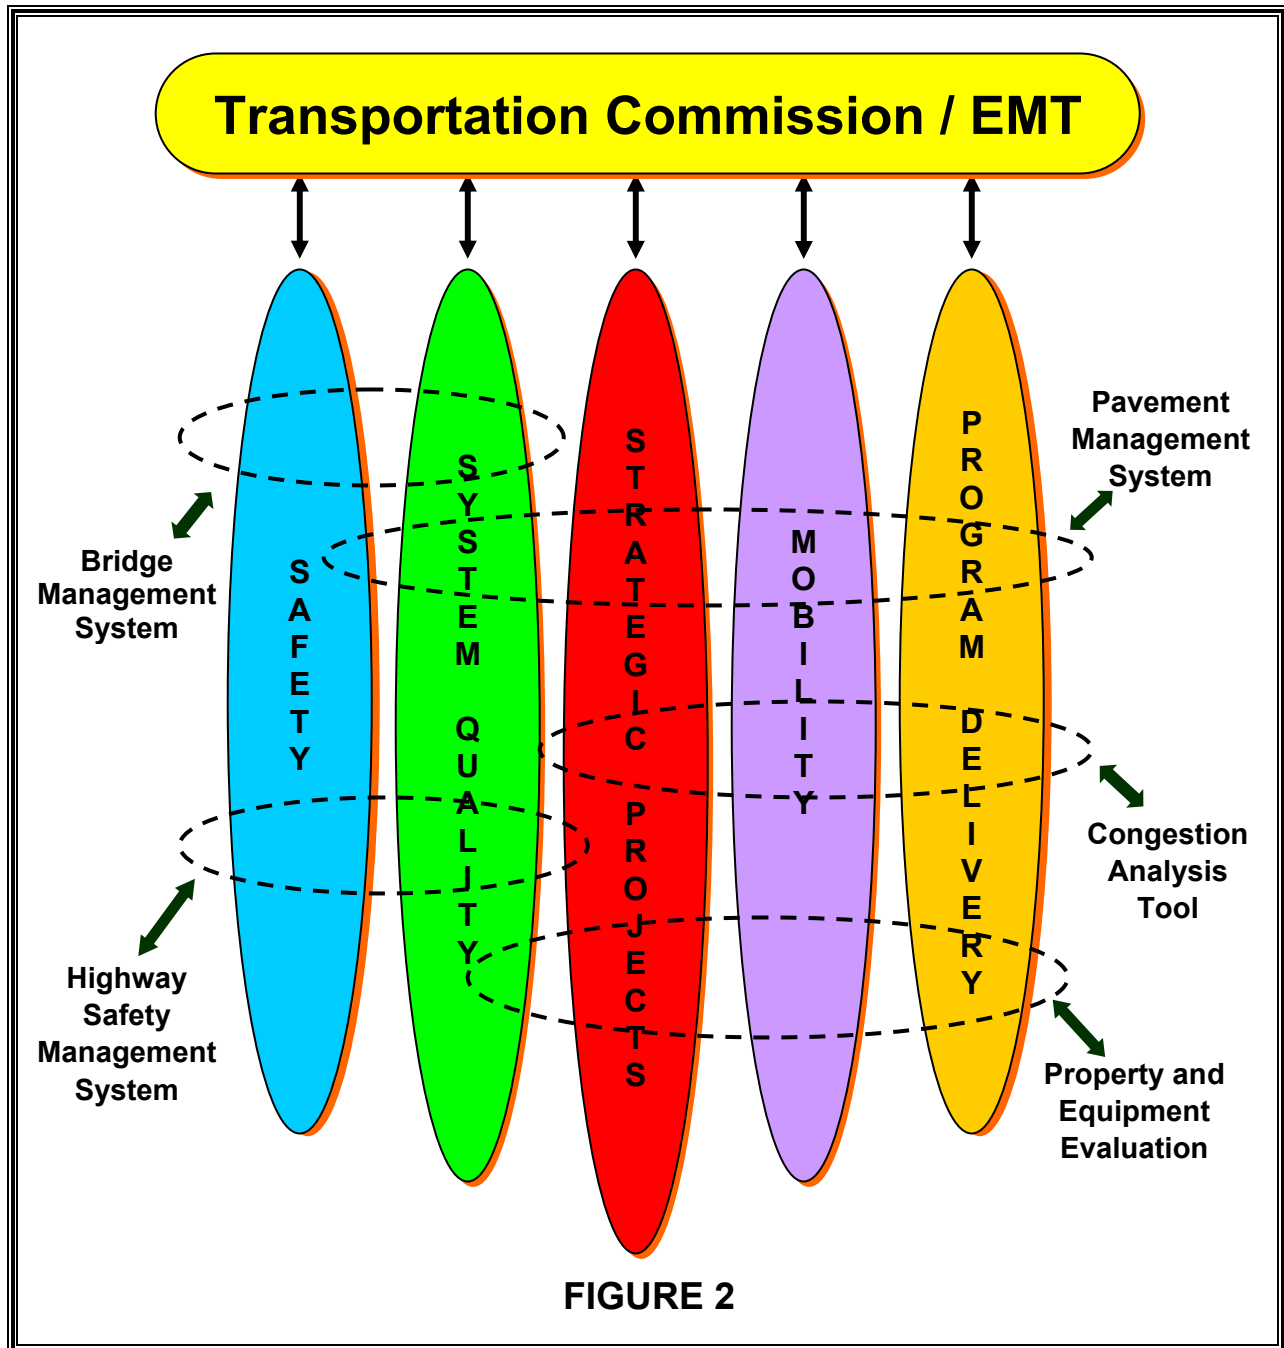 Transportation Commission / EMT
SAFETY
SYSTEM QUALITY
STRATEGIC PROJECTS
MOBILITY
PROGRAM DELIVERY
Bridge
Management
System
Highway
Safety
Management
System
Pavement
Management
System
Congestion
Analysis
Tool
Property and
Equipment
Evaluation
FIGURE 2